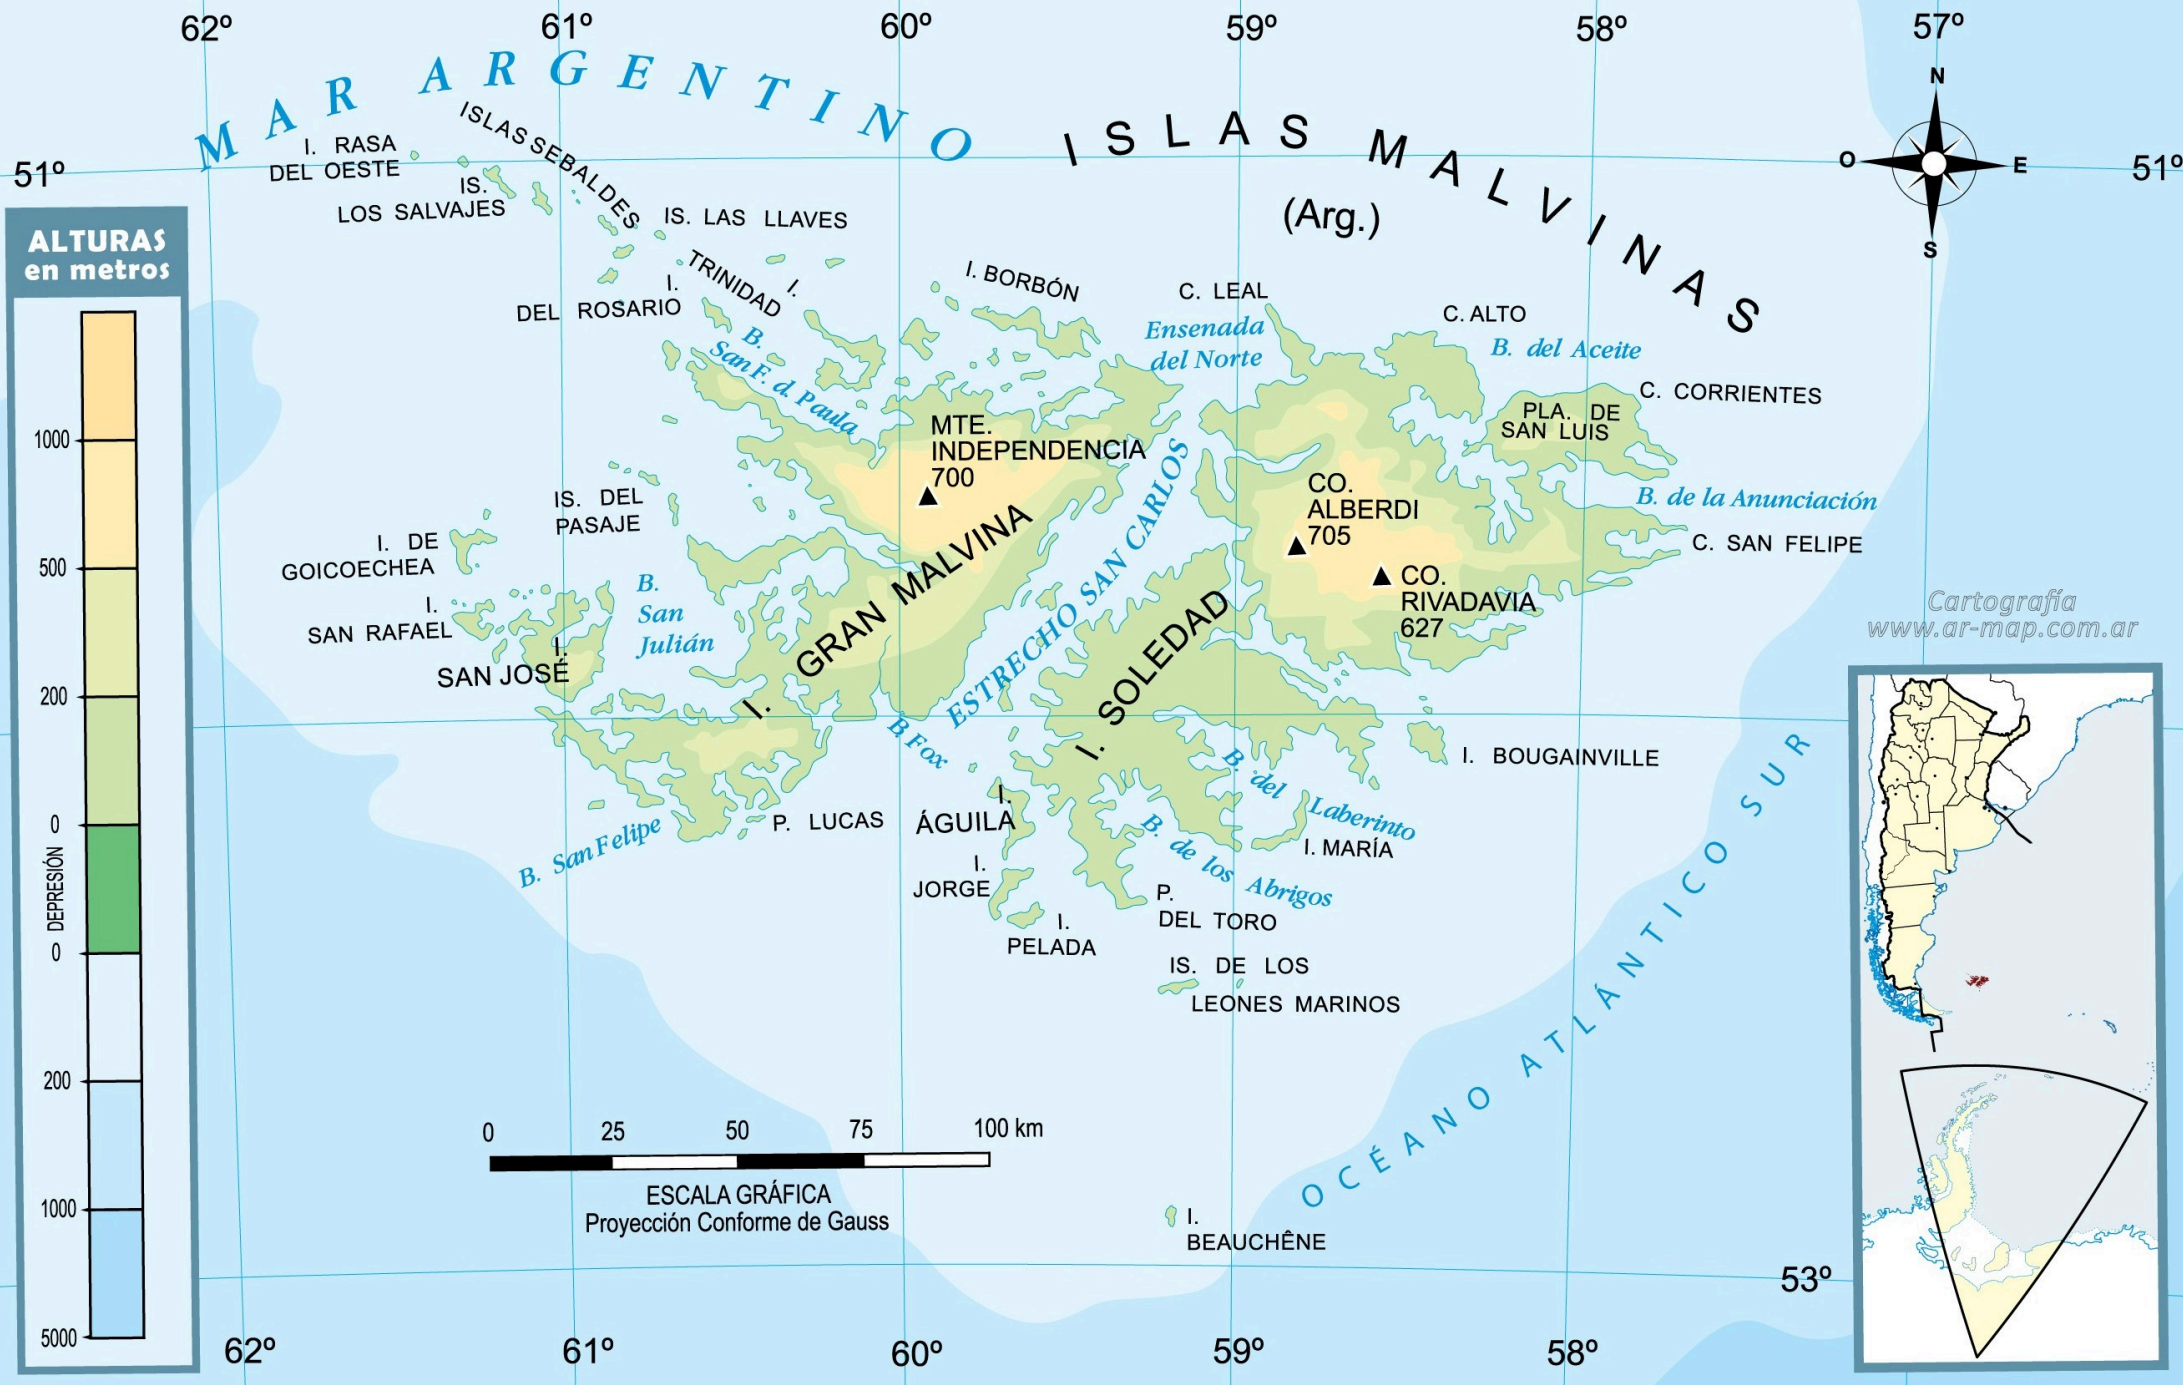 62º 61º 60º 59º 58º 57º
MAR ARGENTINO
ISLAS MALVINAS
(Arg.)
N
O E
S
51º 51º
I. RASA
DEL OESTE
ISLAS SEBALDES
IS.
LOS SALVAJES
IS. LAS LLAVES
I. TRINIDAD
I.
DEL ROSARIO
I. BORBÓN
C. LEAL
Ensenada
del Norte
C. ALTO
B. del Aceite
C. CORRIENTES
B.
San F. d. Paula
PLA. DE
SAN LUIS
MTE.
INDEPENDENCIA
700
CO.
ALBERDI
705
CO.
RIVADAVIA
627
B. de la Anunciación
C. SAN FELIPE
IS. DEL
PASAJE
I. DE
GOICOECHEA
I.
SAN RAFAEL
I.
SAN JOSÉ
B.
San
Julián
I. GRAN MALVINA
ESTRECHO SAN CARLOS
I. SOLEDAD
B. Fox
I. BOUGAINVILLE
B. del Laberinto
I. MARÍA
P. LUCAS
B. San Felipe
I.
ÁGUILA
I.
JORGE
I.
PELADA
B. de los Abrigos
P.
DEL TORO
IS. DE LOS
LEONES MARINOS
I.
BEAUCHÊNE
OCÉANO ATLÁNTICO SUR
Cartografía
www.ar-map.com.ar
ALTURAS
en metros
1000
500
200
0
DEPRESIÓN
0
200
1000
5000
0 25 50 75 100 km
ESCALA GRÁFICA
Proyección Conforme de Gauss
53º
62º 61º 60º 59º 58º